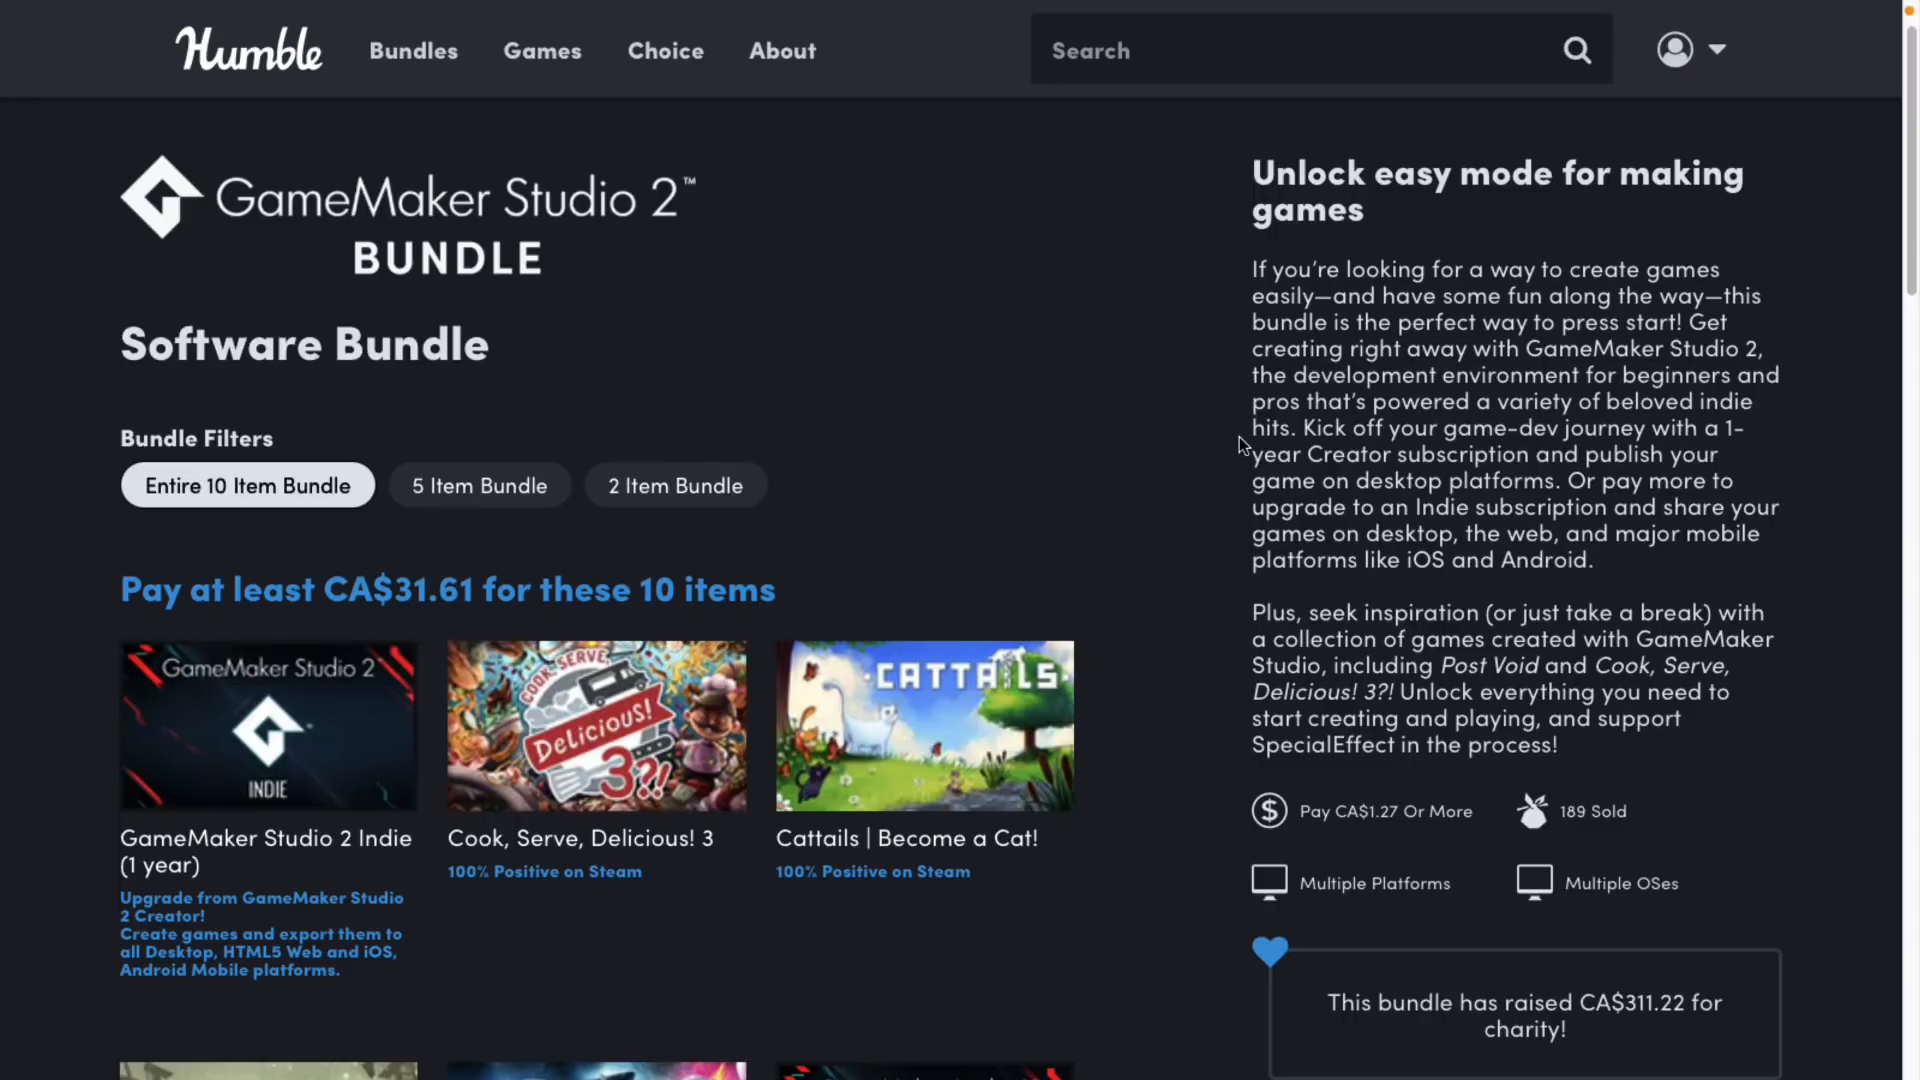 Humble
Bundles
Games
Choice
About
Search
GameMaker Studio 2™
BUNDLE
Software Bundle
Bundle Filters
Entire 10 Item Bundle
5 Item Bundle
2 Item Bundle
Pay at least CA$31.61 for these 10 items
GameMaker Studio 2
INDIE
COOK, SERVE,
Delicious!
3?!
CATTAILS
GameMaker Studio 2 Indie
(1 year)
Upgrade from GameMaker Studio
2 Creator!
Create games and export them to
all Desktop, HTML5 Web and iOS,
Android Mobile platforms.
Cook, Serve, Delicious! 3
100% Positive on Steam
Cattails | Become a Cat!
100% Positive on Steam
Unlock easy mode for making
games
If you’re looking for a way to create games
easily—and have some fun along the way—this
bundle is the perfect way to press start! Get
creating right away with GameMaker Studio 2,
the development environment for beginners and
pros that’s powered a variety of beloved indie
hits. Kick off your game-dev journey with a 1-
year Creator subscription and publish your
game on desktop platforms. Or pay more to
upgrade to an Indie subscription and share your
games on desktop, the web, and major mobile
platforms like iOS and Android.
Plus, seek inspiration (or just take a break) with
a collection of games created with GameMaker
Studio, including Post Void and Cook, Serve,
Delicious! 3?! Unlock everything you need to
start creating and playing, and support
SpecialEffect in the process!
Pay CA$1.27 Or More
189 Sold
Multiple Platforms
Multiple OSes
This bundle has raised CA$311.22 for
charity!